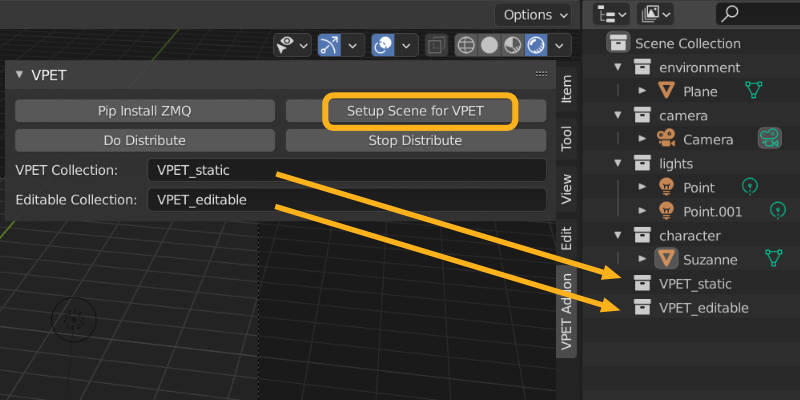 Options
VPET
Pip Install ZMQ
Setup Scene for VPET
Do Distribute
Stop Distribute
VPET Collection:
VPET_static
Editable Collection:
VPET_editable
Item
Tool
View
Edit
VPET Addon
Scene Collection
environment
Plane
camera
Camera
lights
Point
Point.001
character
Suzanne
VPET_static
VPET_editable